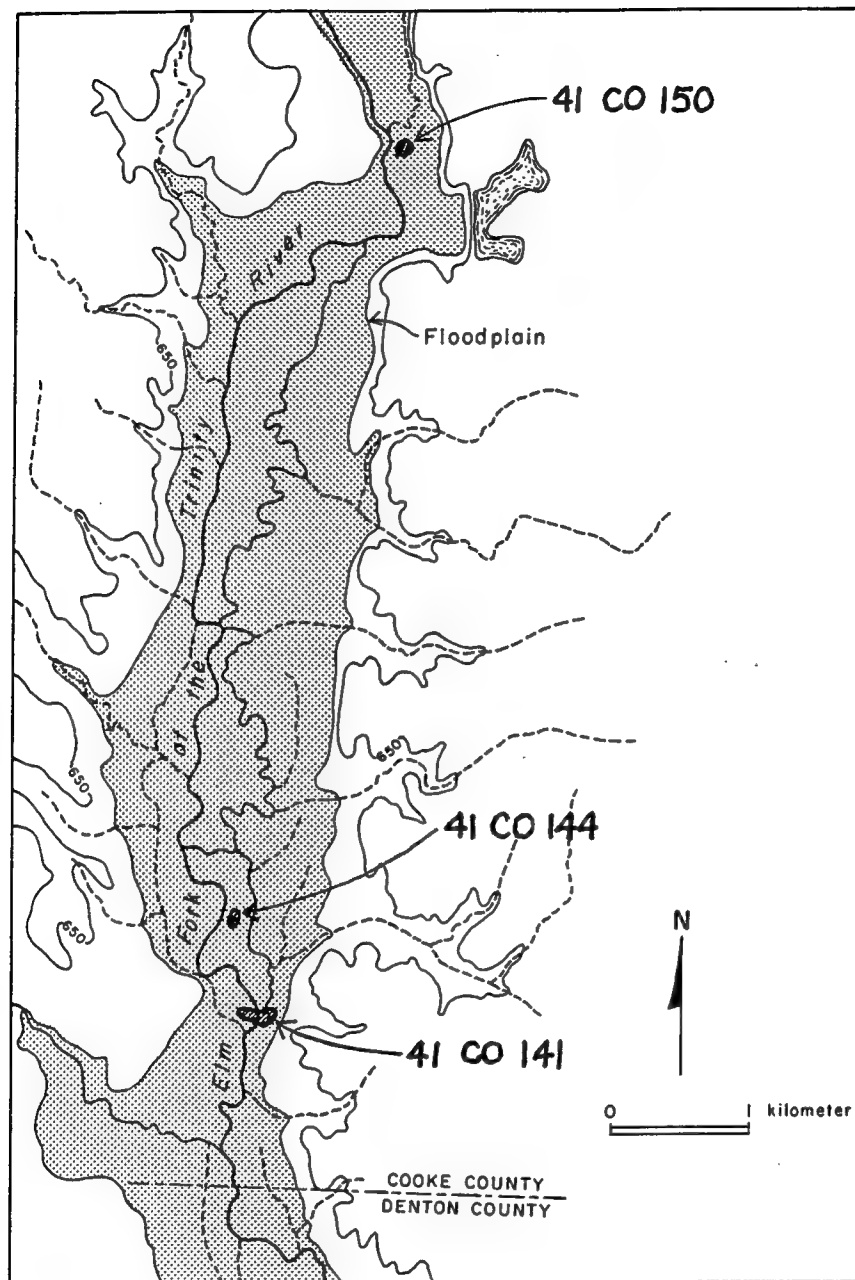 41 CO 150
River
Floodplain
650
Trinity
of the
650
650
41 CO 144
Fork
650
N
41 CO 141
Elm
0 1 kilometer
COOKE COUNTY
DENTON COUNTY